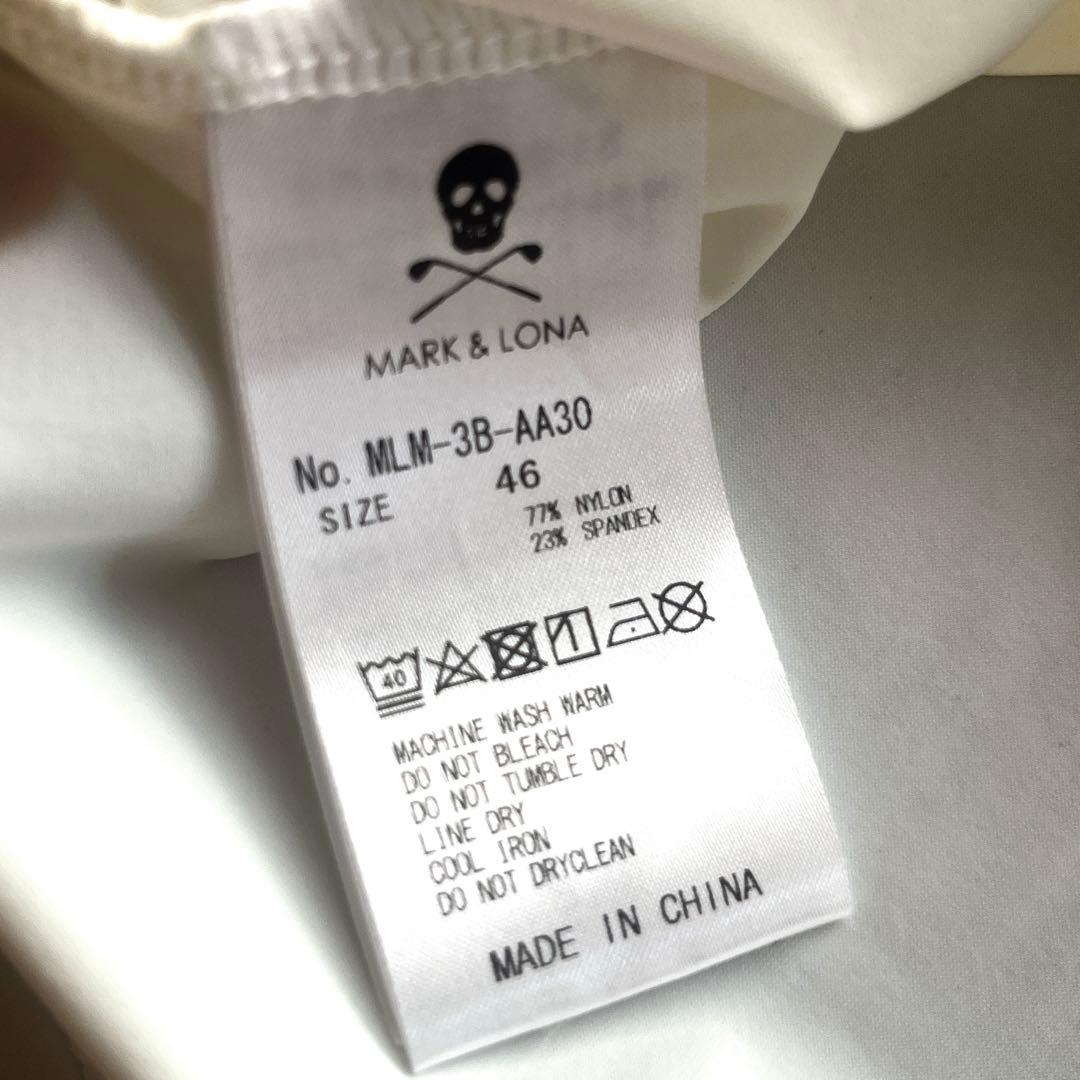 MARK & LONA
No. MLM-3B-AA30
SIZE 46
77% NYLON
23% SPANDEX
40
MACHINE WASH WARM
DO NOT BLEACH
DO NOT TUMBLE DRY
LINE DRY
COOL IRON
DO NOT DRYCLEAN
MADE IN CHINA